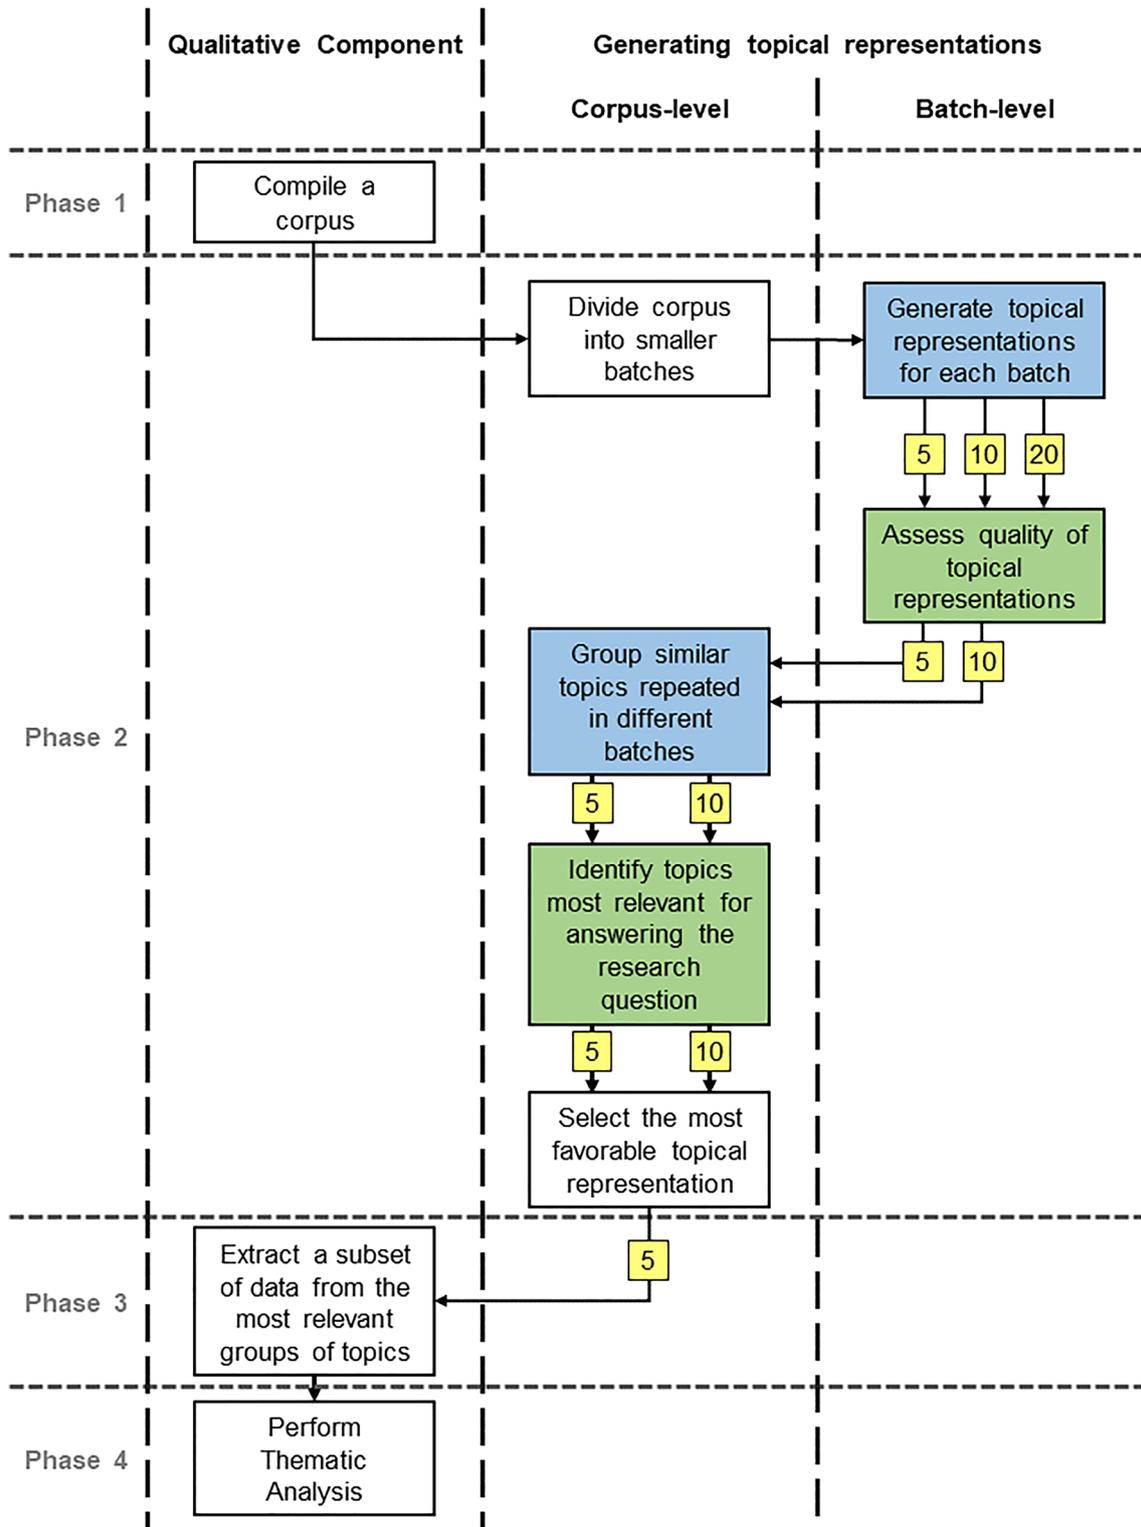 Qualitative Component
Generating topical representations
Corpus-level
Batch-level
Phase 1
Compile a
corpus
Divide corpus
into smaller
batches
Generate topical
representations
for each batch
5
10
20
Assess quality of
topical
representations
5
10
Phase 2
Group similar
topics repeated
in different
batches
5
10
Identify topics
most relevant for
answering the
research
question
5
10
Select the most
favorable topical
representation
5
Phase 3
Extract a subset
of data from the
most relevant
groups of topics
Phase 4
Perform
Thematic
Analysis